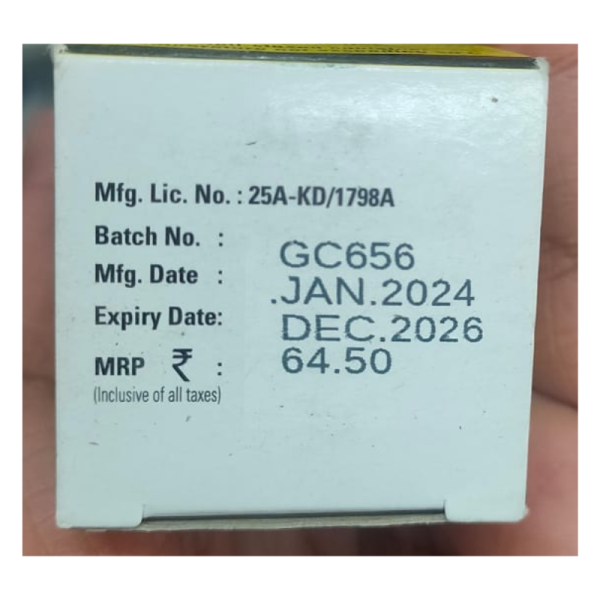 Mfg. Lic. No. : 25A-KD/1798A
Batch No. : GC656
Mfg. Date : .JAN.2024
Expiry Date: DEC.2026
MRP ₹ : 64.50
(Inclusive of all taxes)